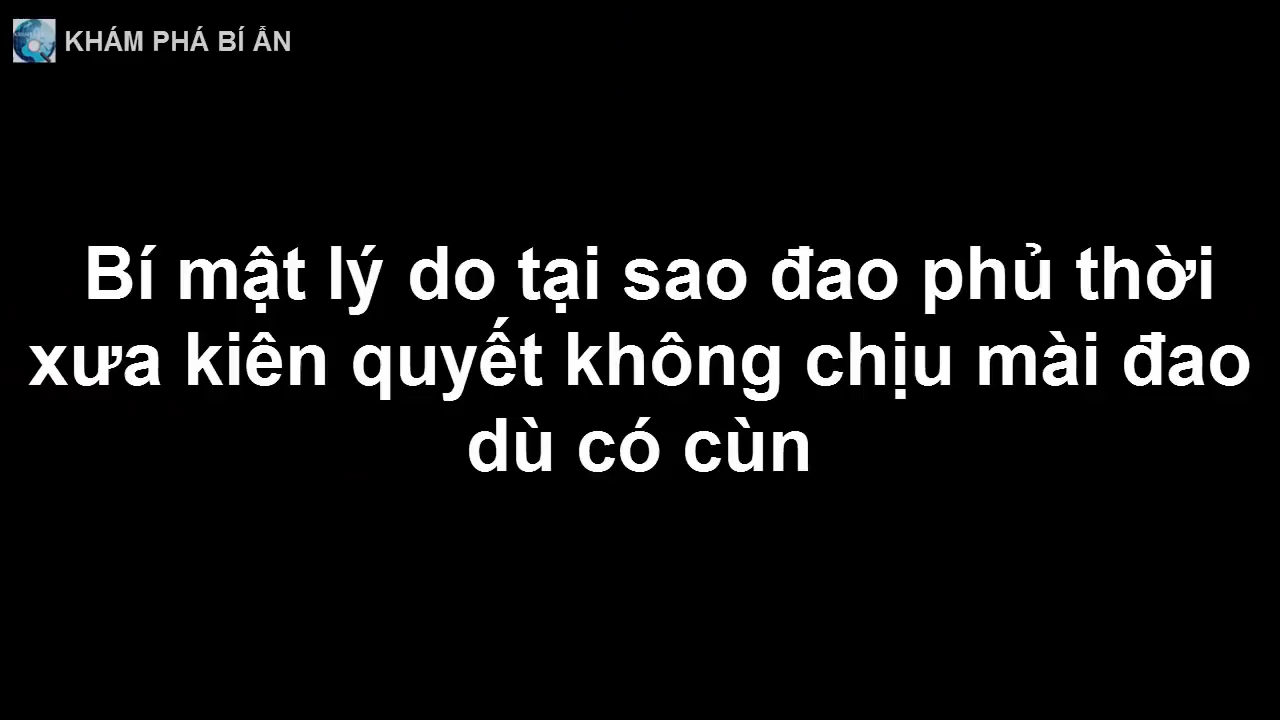 KHÁM PHÁ BÍ ẨN
Bí mật lý do tại sao đao phủ thời
xưa kiên quyết không chịu mài đao
dù có cùn